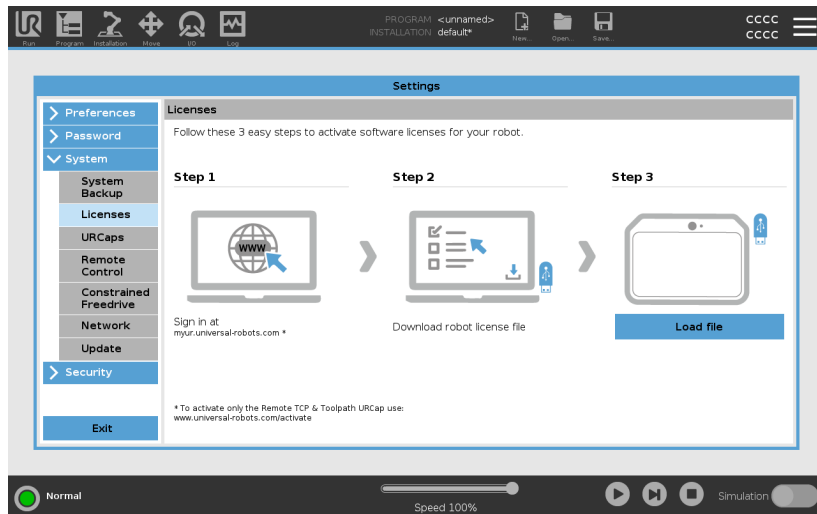 UR
PROGRAM <unnamed>
INSTALLATION default*
CCCC
CCCC
Run
Program
Installation
Move
I/O
Log
New...
Open...
Save...
Settings
Preferences
Password
System
System
Backup
Licenses
URCaps
Remote
Control
Constrained
Freedrive
Network
Update
Security
Exit
Licenses
Follow these 3 easy steps to activate software licenses for your robot.
Step 1
WWW
Sign in at
myur.universal-robots.com *
Step 2
Download robot license file
Step 3
Load file
* To activate only the Remote TCP & Toolpath URCap use:
www.universal-robots.com/activate
Normal
Speed 100%
Simulation